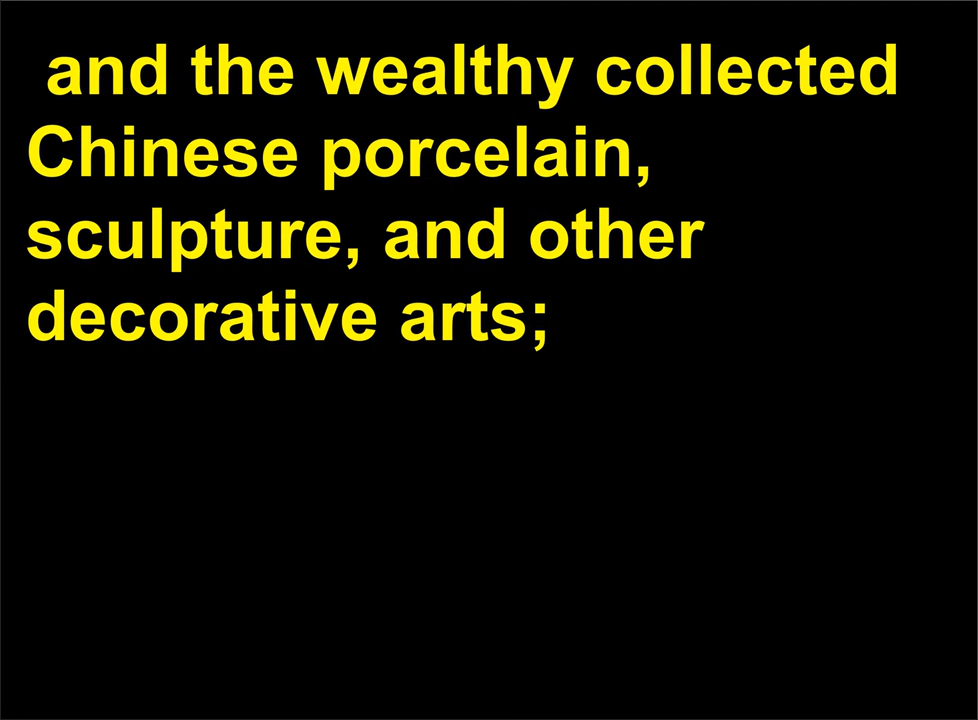 and the wealthy collected
Chinese porcelain,
sculpture, and other
decorative arts;